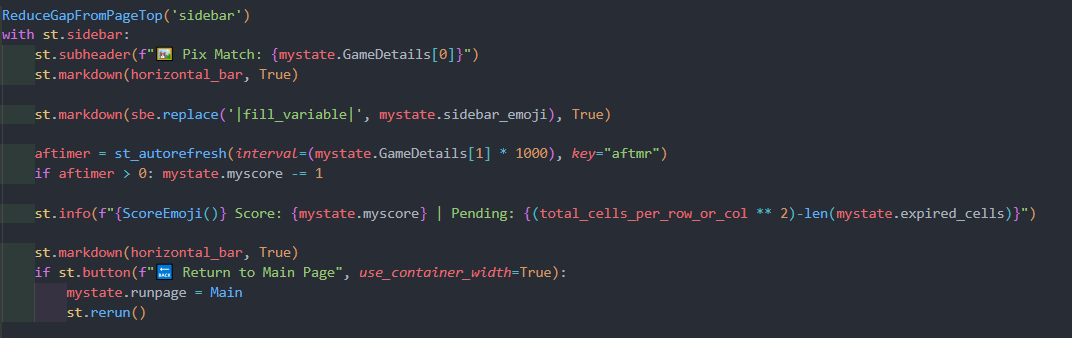 ReduceGapFromPageTop('sidebar')
with st.sidebar:
    st.subheader(f"🖼️ Pix Match: {mystate.GameDetails[0]}")
    st.markdown(horizontal_bar, True)

    st.markdown(sbe.replace('|fill_variable|', mystate.sidebar_emoji), True)

    aftimer = st_autorefresh(interval=(mystate.GameDetails[1] * 1000), key="aftmr")
    if aftimer > 0: mystate.myscore -= 1

    st.info(f"{ScoreEmoji()} Score: {mystate.myscore} | Pending: {(total_cells_per_row_or_col ** 2)-len(mystate.expired_cells)}")

    st.markdown(horizontal_bar, True)
    if st.button(f"🔙 Return to Main Page", use_container_width=True):
        mystate.runpage = Main
        st.rerun()